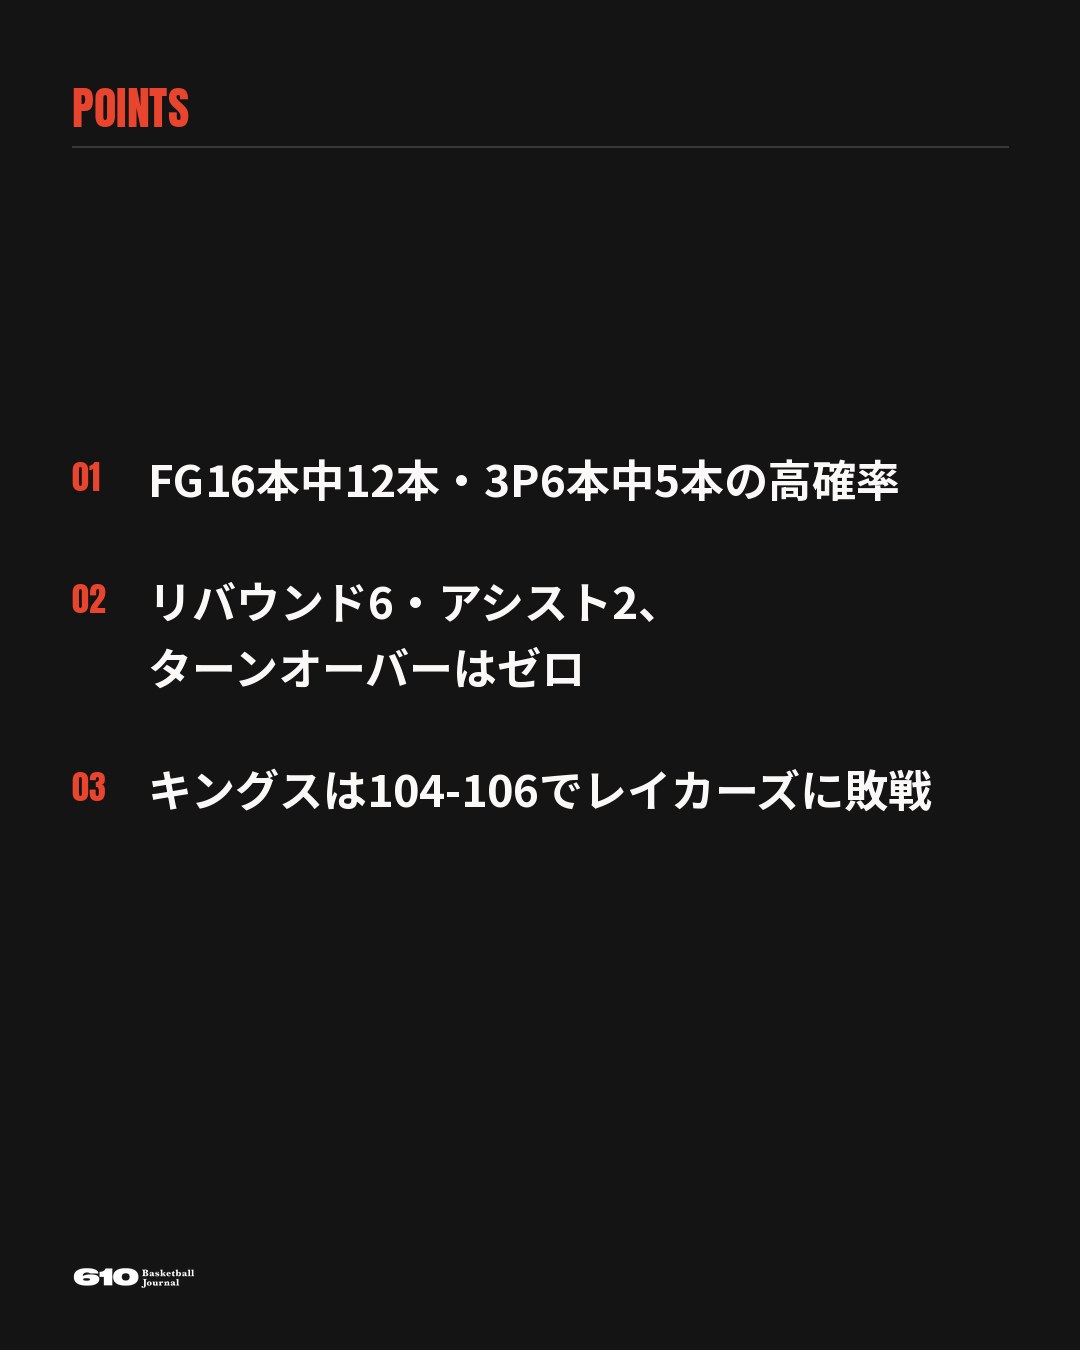 POINTS
01 FG16本中12本・3P6本中5本の高確率
02 リバウンド6・アシスト2、
ターンオーバーはゼロ
03 キングスは104-106でレイカーズに敗戦
610 Basketball
Journal